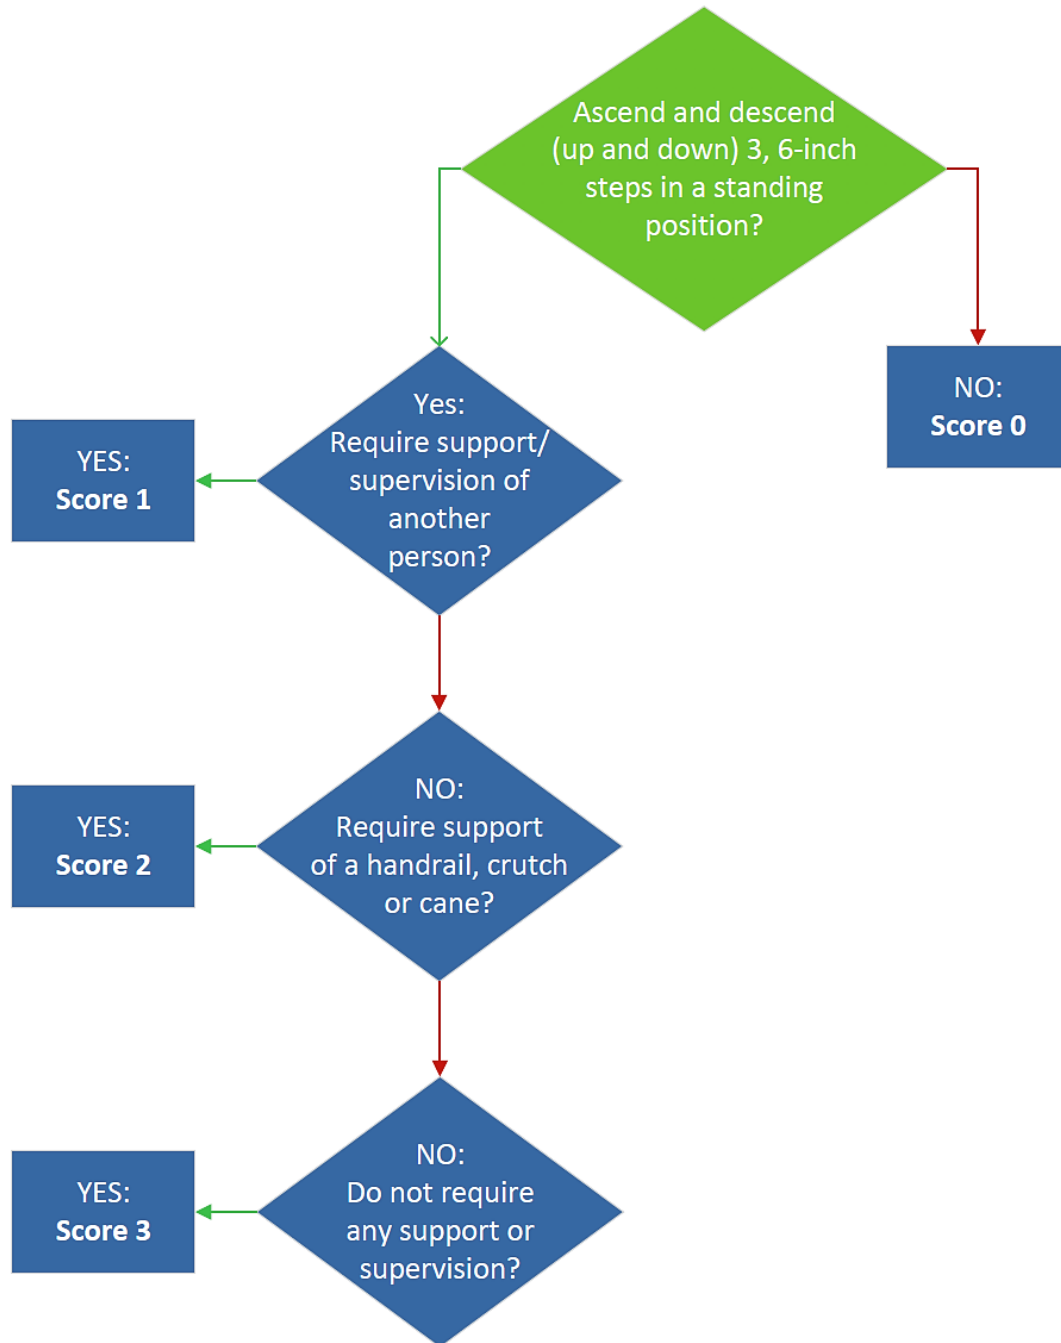 Ascend and descend
(up and down) 3, 6-inch
steps in a standing
position?
NO:
Score 0
Yes:
Require support/
supervision of
another
person?
YES:
Score 1
NO:
Require support
of a handrail, crutch
or cane?
YES:
Score 2
NO:
Do not require
any support or
supervision?
YES:
Score 3